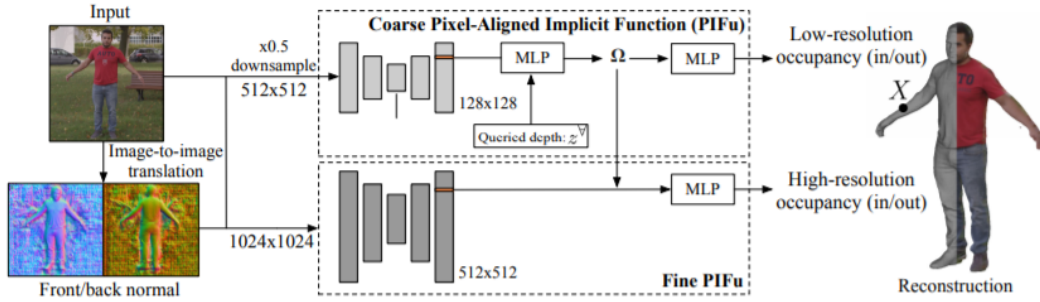 Input
Coarse Pixel-Aligned Implicit Function (PIFu)
x0.5
downsample
512x512
MLP
Ω
MLP
Low-resolution
occupancy (in/out)
128x128
Queried depth: z∀
X
Image-to-image
translation
1024x1024
MLP
High-resolution
occupancy (in/out)
512x512
Front/back normal
Fine PIFu
Reconstruction